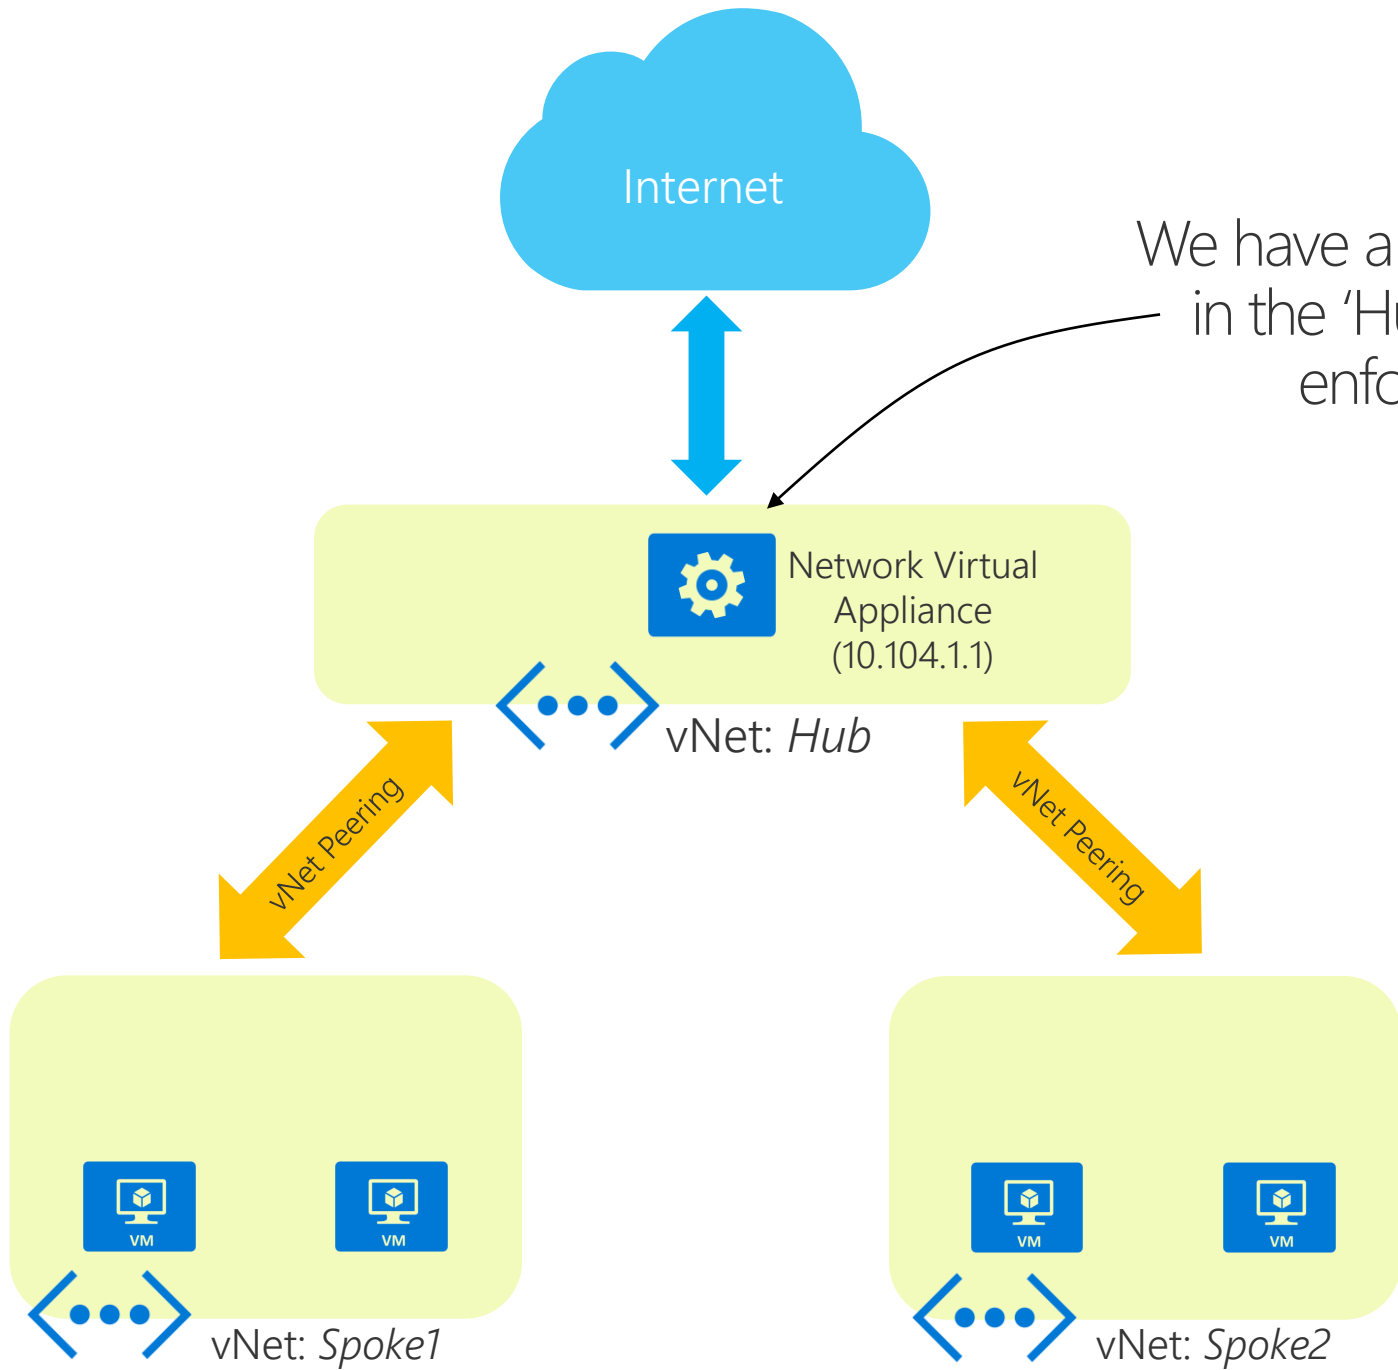 Internet
We have a
in the ‘Hu
enfo
Network Virtual
Appliance
(10.104.1.1)
vNet: Hub
vNet Peering
vNet Peering
VM
VM
vNet: Spoke1
VM
VM
vNet: Spoke2